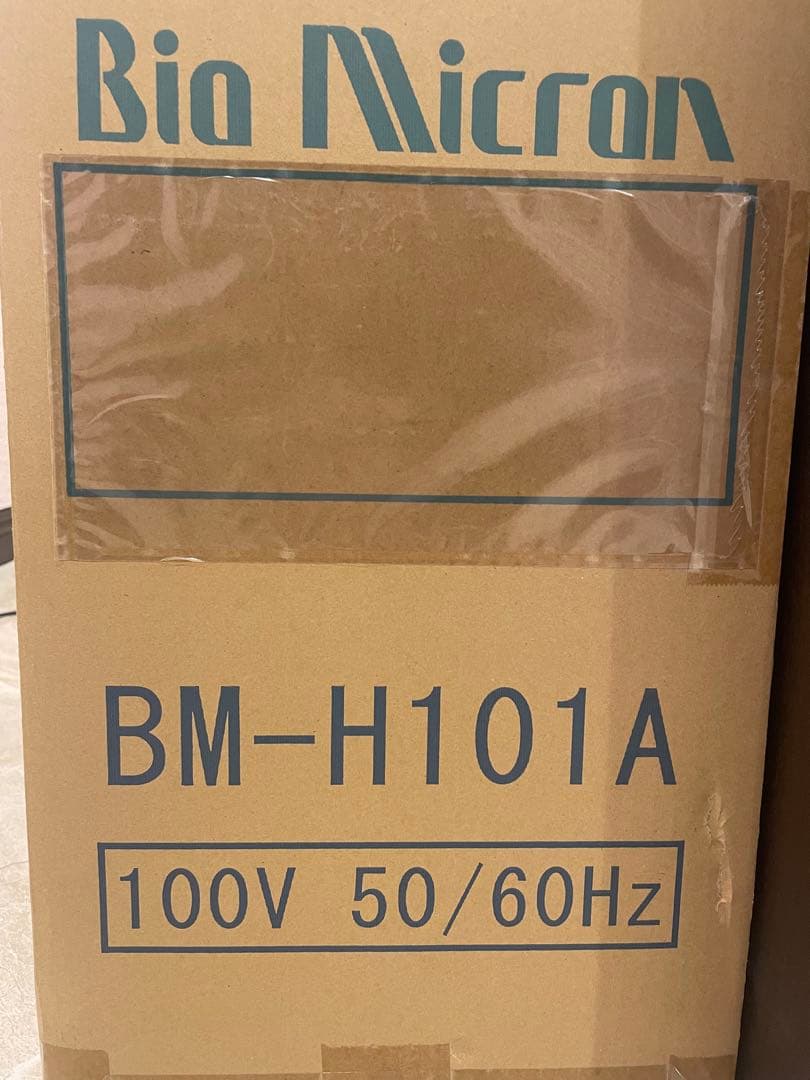 Bio Micron
BM-H101A
100V 50/60Hz